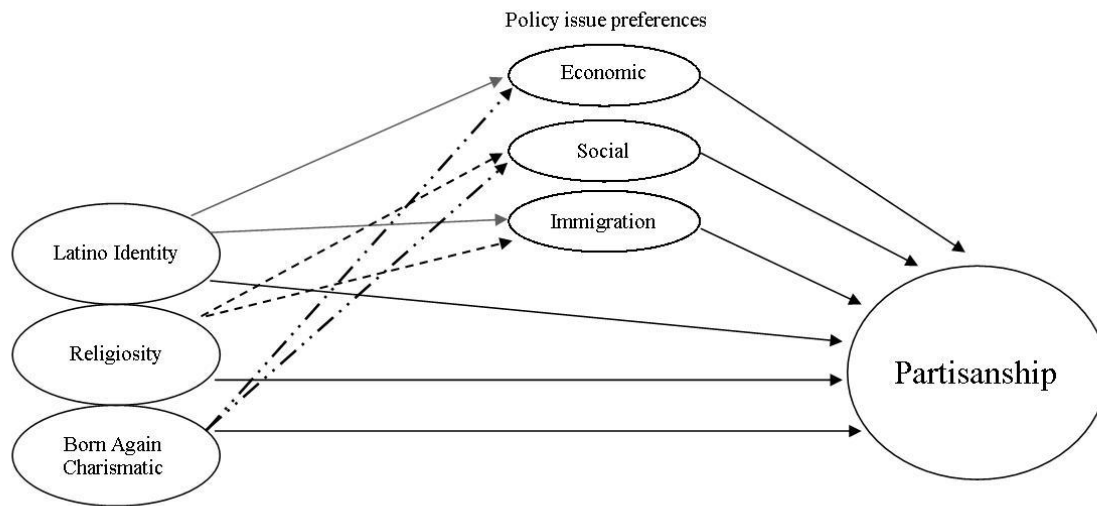 Policy issue preferences
Economic
Social
Immigration
Latino Identity
Religiosity
Born Again
Charismatic
Partisanship